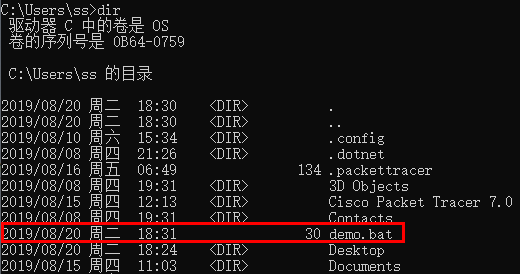 C:\Users\ss>dir
驱动器 C 中的卷是 OS
卷的序列号是 0B64-0759
C:\Users\ss 的目录
2019/08/20 周二 18:30 <DIR> .
2019/08/20 周二 18:30 <DIR> ..
2019/08/10 周六 15:34 <DIR> .config
2019/08/08 周四 21:26 <DIR> .dotnet
2019/08/16 周五 06:49 134 .packettracer
2019/08/08 周四 19:31 <DIR> 3D Objects
2019/08/15 周四 12:13 <DIR> Cisco Packet Tracer 7.0
2019/08/08 周四 19:31 <DIR> Contacts
2019/08/20 周二 18:31 30 demo.bat
2019/08/20 周二 18:24 <DIR> Desktop
2019/08/15 周四 11:03 <DIR> Documents